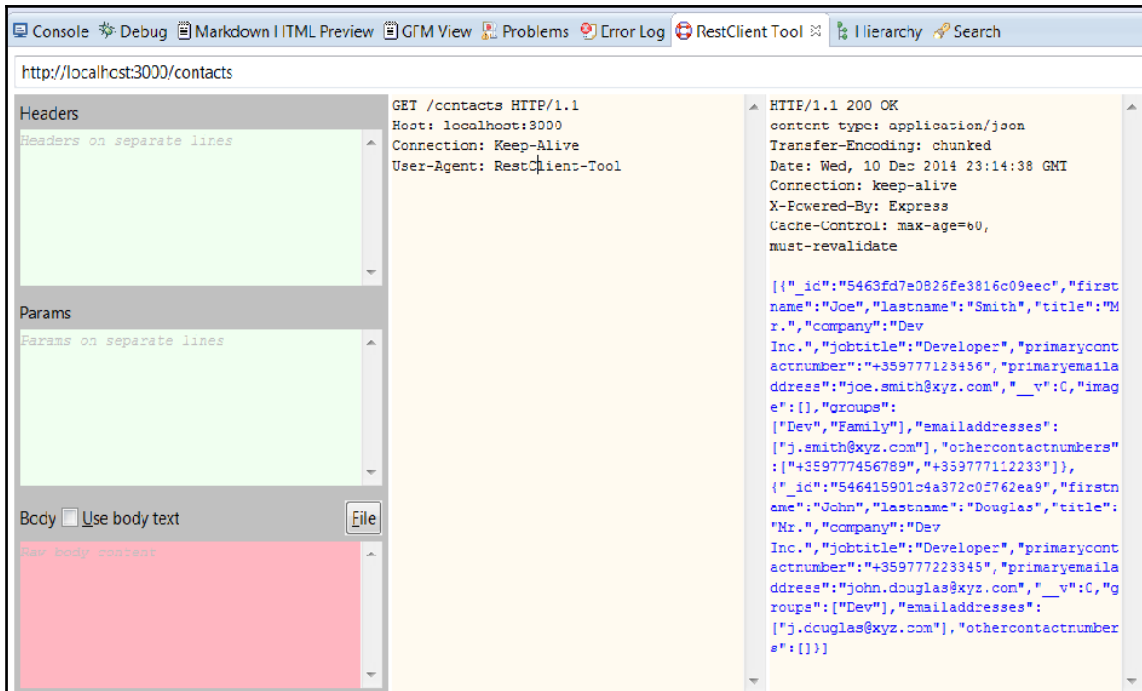 Console Debug Markdown HTML Preview GFM View Problems Error Log RestClient Tool Hierarchy Search
http://localhost:3000/contacts
Headers
Headers on separate lines
Params
Params on separate lines
Body Use body text File
Raw body content
GET /contacts HTTP/1.1
Host: localhost:3000
Connection: Keep-Alive
User-Agent: RestClient-Tool
HTTP/1.1 200 OK
content-type: application/json
Transfer-Encoding: chunked
Date: Wed, 10 Dec 2014 23:14:38 GMT
Connection: keep-alive
X-Powered-By: Express
Cache-Control: max-age=60,
must-revalidate
[{"_id":"5463fd7e0826fe3816c09eec","first
name":"Joe","lastname":"Smith","title":"M
r.","company":"Dev
Inc.","jobtitle":"Developer","primarycont
actnumber":"+359777123456","primaryemaila
ddress":"joe.smith@xyz.com","__v":0,"imag
e":[],"groups":
["Dev","Family"],"emailaddresses":
["j.smith@xyz.com"],"othercontactnumbers"
:["+359777456789","+359777112233"]},
{"_id":"546415901c4a372c0f762ea9","firstn
ame":"John","lastname":"Douglas","title":
"Mr.","company":"Dev
Inc.","jobtitle":"Developer","primarycont
actnumber":"+359777223345","primaryemaila
ddress":"john.douglas@xyz.com","__v":0,"g
roups":["Dev"],"emailaddresses":
["j.douglas@xyz.com"],"othercontactnumber
s":[]}]